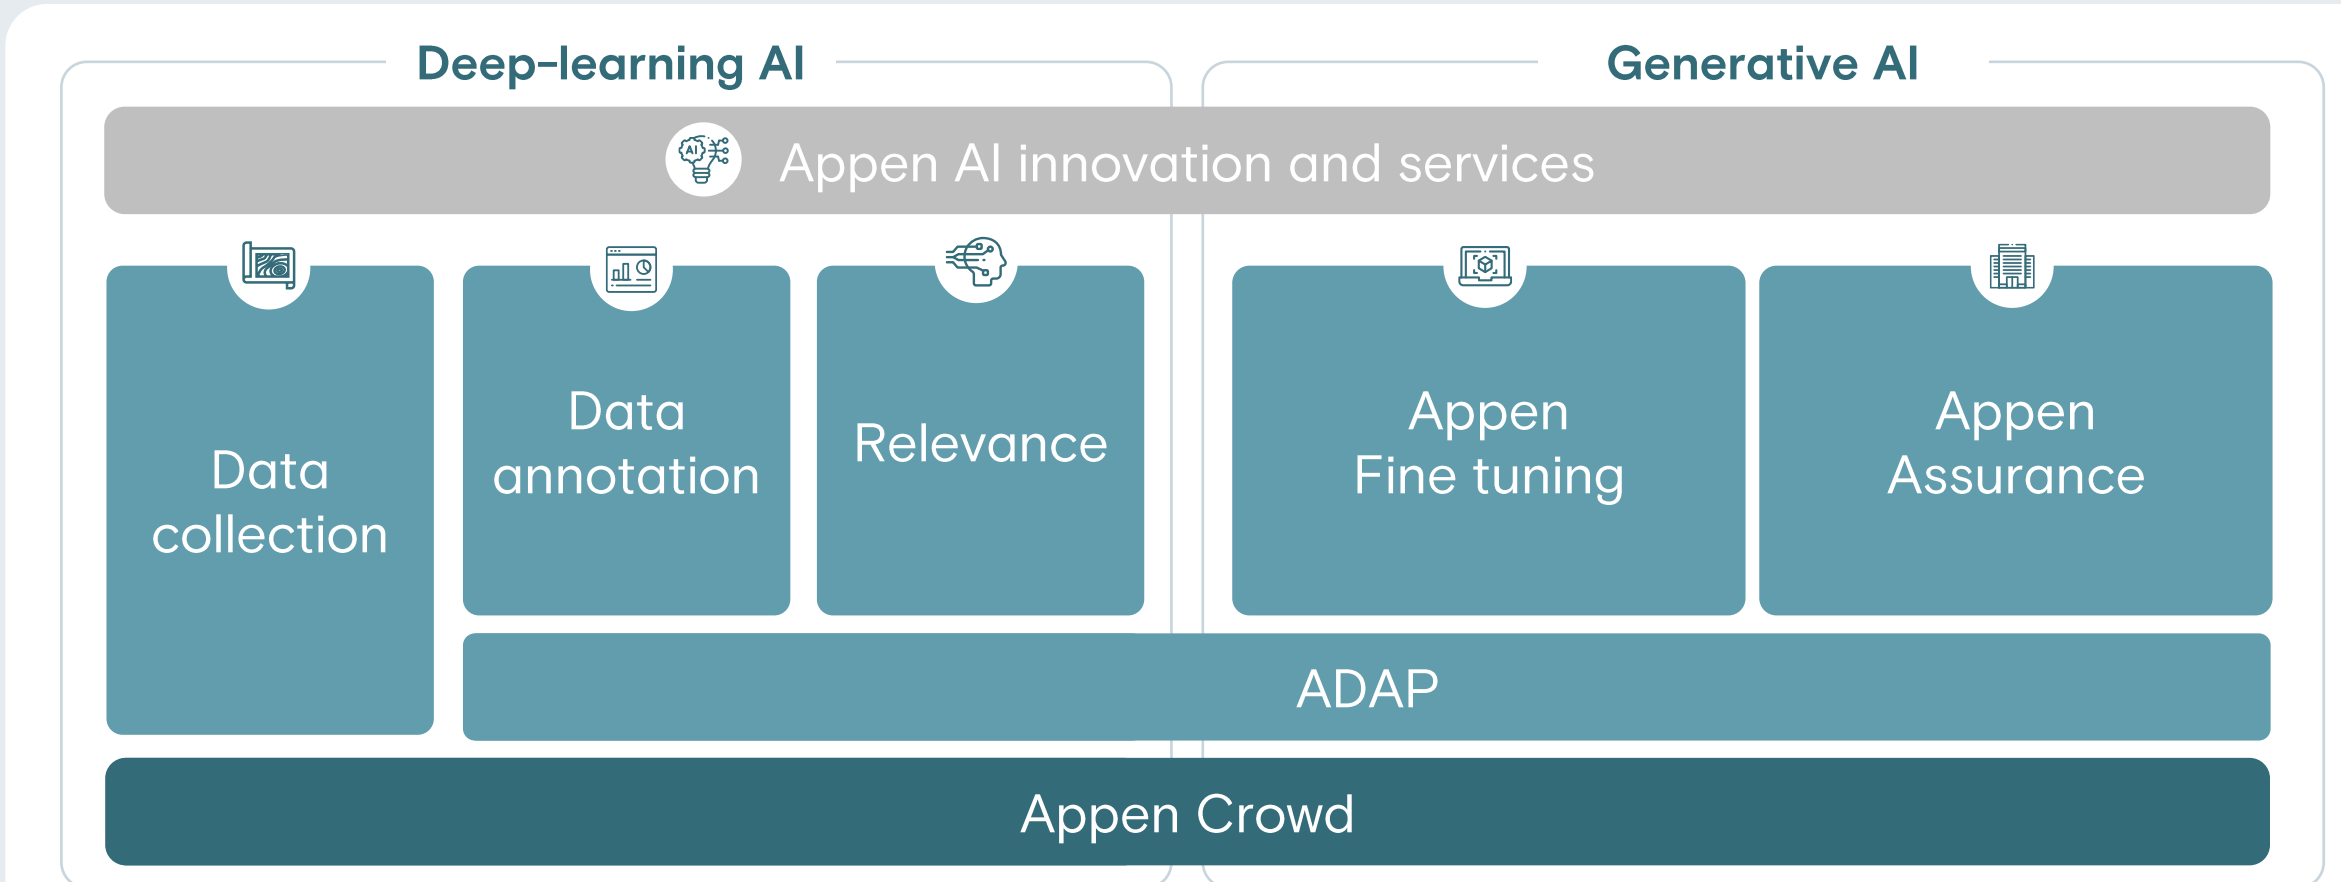 Deep-learning AI
Generative AI
AI
Appen AI innovation and services
Data
collection
Data
annotation
Relevance
Appen
Fine tuning
Appen
Assurance
ADAP
Appen Crowd